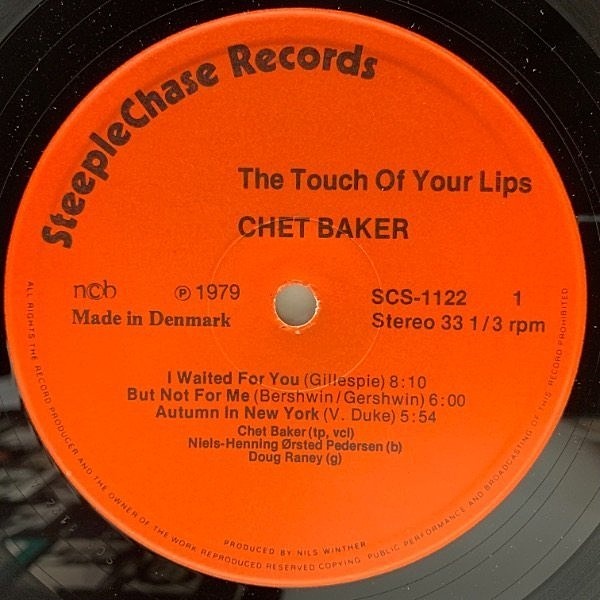 SteepleChase Records
The Touch Of Your Lips
CHET BAKER
ncb ℗ 1979 SCS-1122 1
Made in Denmark Stereo 33 1/3 rpm
I Waited For You (Gillespie) 8:10
But Not For Me (Bershwin/Gershwin) 6:00
Autumn In New York (V. Duke) 5:54
Chet Baker (tp, vcl)
Niels-Henning Ørsted Pedersen (b)
Doug Raney (g)
PRODUCED BY NILS WINTHER
ALL RIGHTS THE RECORD PRODUCER AND THE OWNER OF THE WORK REPRODUCED RESERVED COPYING, PUBLIC PERFORMANCE AND BROADCASTING OF THIS RECORD PROHIBITED